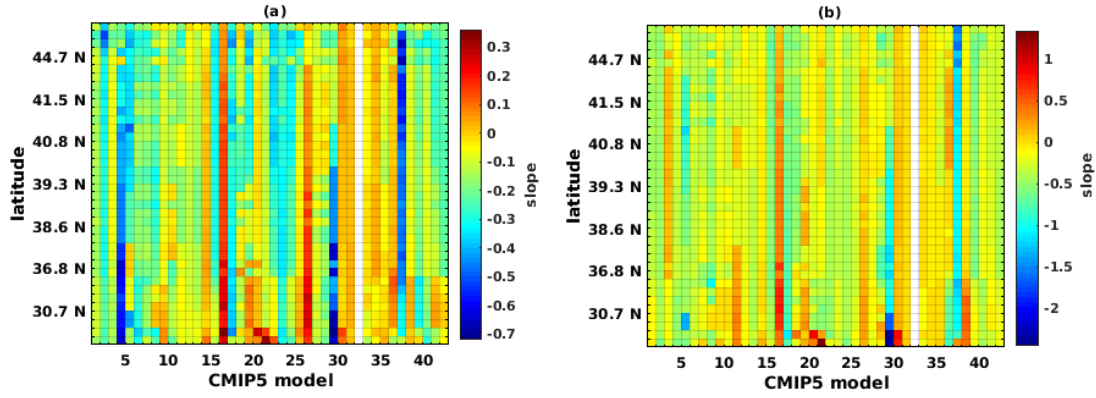 (a)
44.7 N
41.5 N
40.8 N
39.3 N
38.6 N
36.8 N
30.7 N
latitude
5 10 15 20 25 30 35 40
CMIP5 model
0.3
0.2
0.1
0
-0.1
-0.2
-0.3
-0.4
-0.5
-0.6
-0.7
slope
(b)
44.7 N
41.5 N
40.8 N
39.3 N
38.6 N
36.8 N
30.7 N
latitude
5 10 15 20 25 30 35 40
CMIP5 model
1
0.5
0
-0.5
-1
-1.5
-2
slope